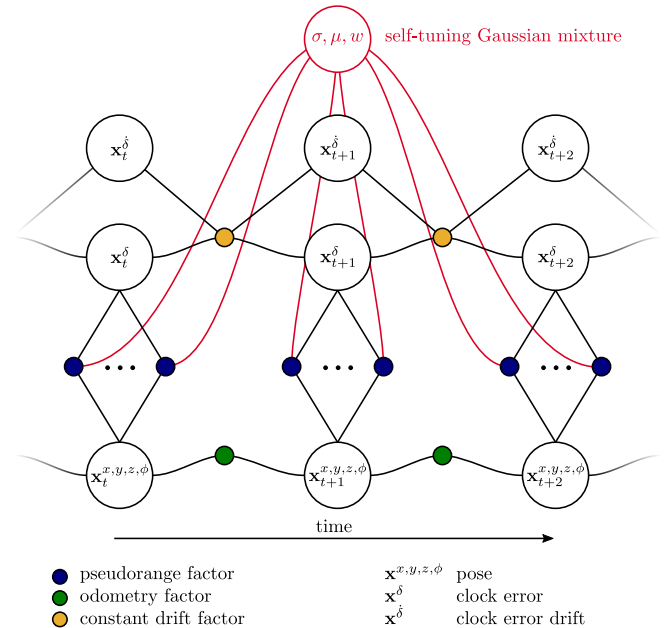 σ, μ, w self-tuning Gaussian mixture
𝐱_t^δ̇ 𝐱_{t+1}^δ̇ 𝐱_{t+2}^δ̇
𝐱_t^δ 𝐱_{t+1}^δ 𝐱_{t+2}^δ
... ... ...
𝐱_t^{x,y,z,ϕ} 𝐱_{t+1}^{x,y,z,ϕ} 𝐱_{t+2}^{x,y,z,ϕ}
time
pseudorange factor
odometry factor
constant drift factor
𝐱^{x,y,z,ϕ} pose
𝐱^δ clock error
𝐱^δ̇ clock error drift